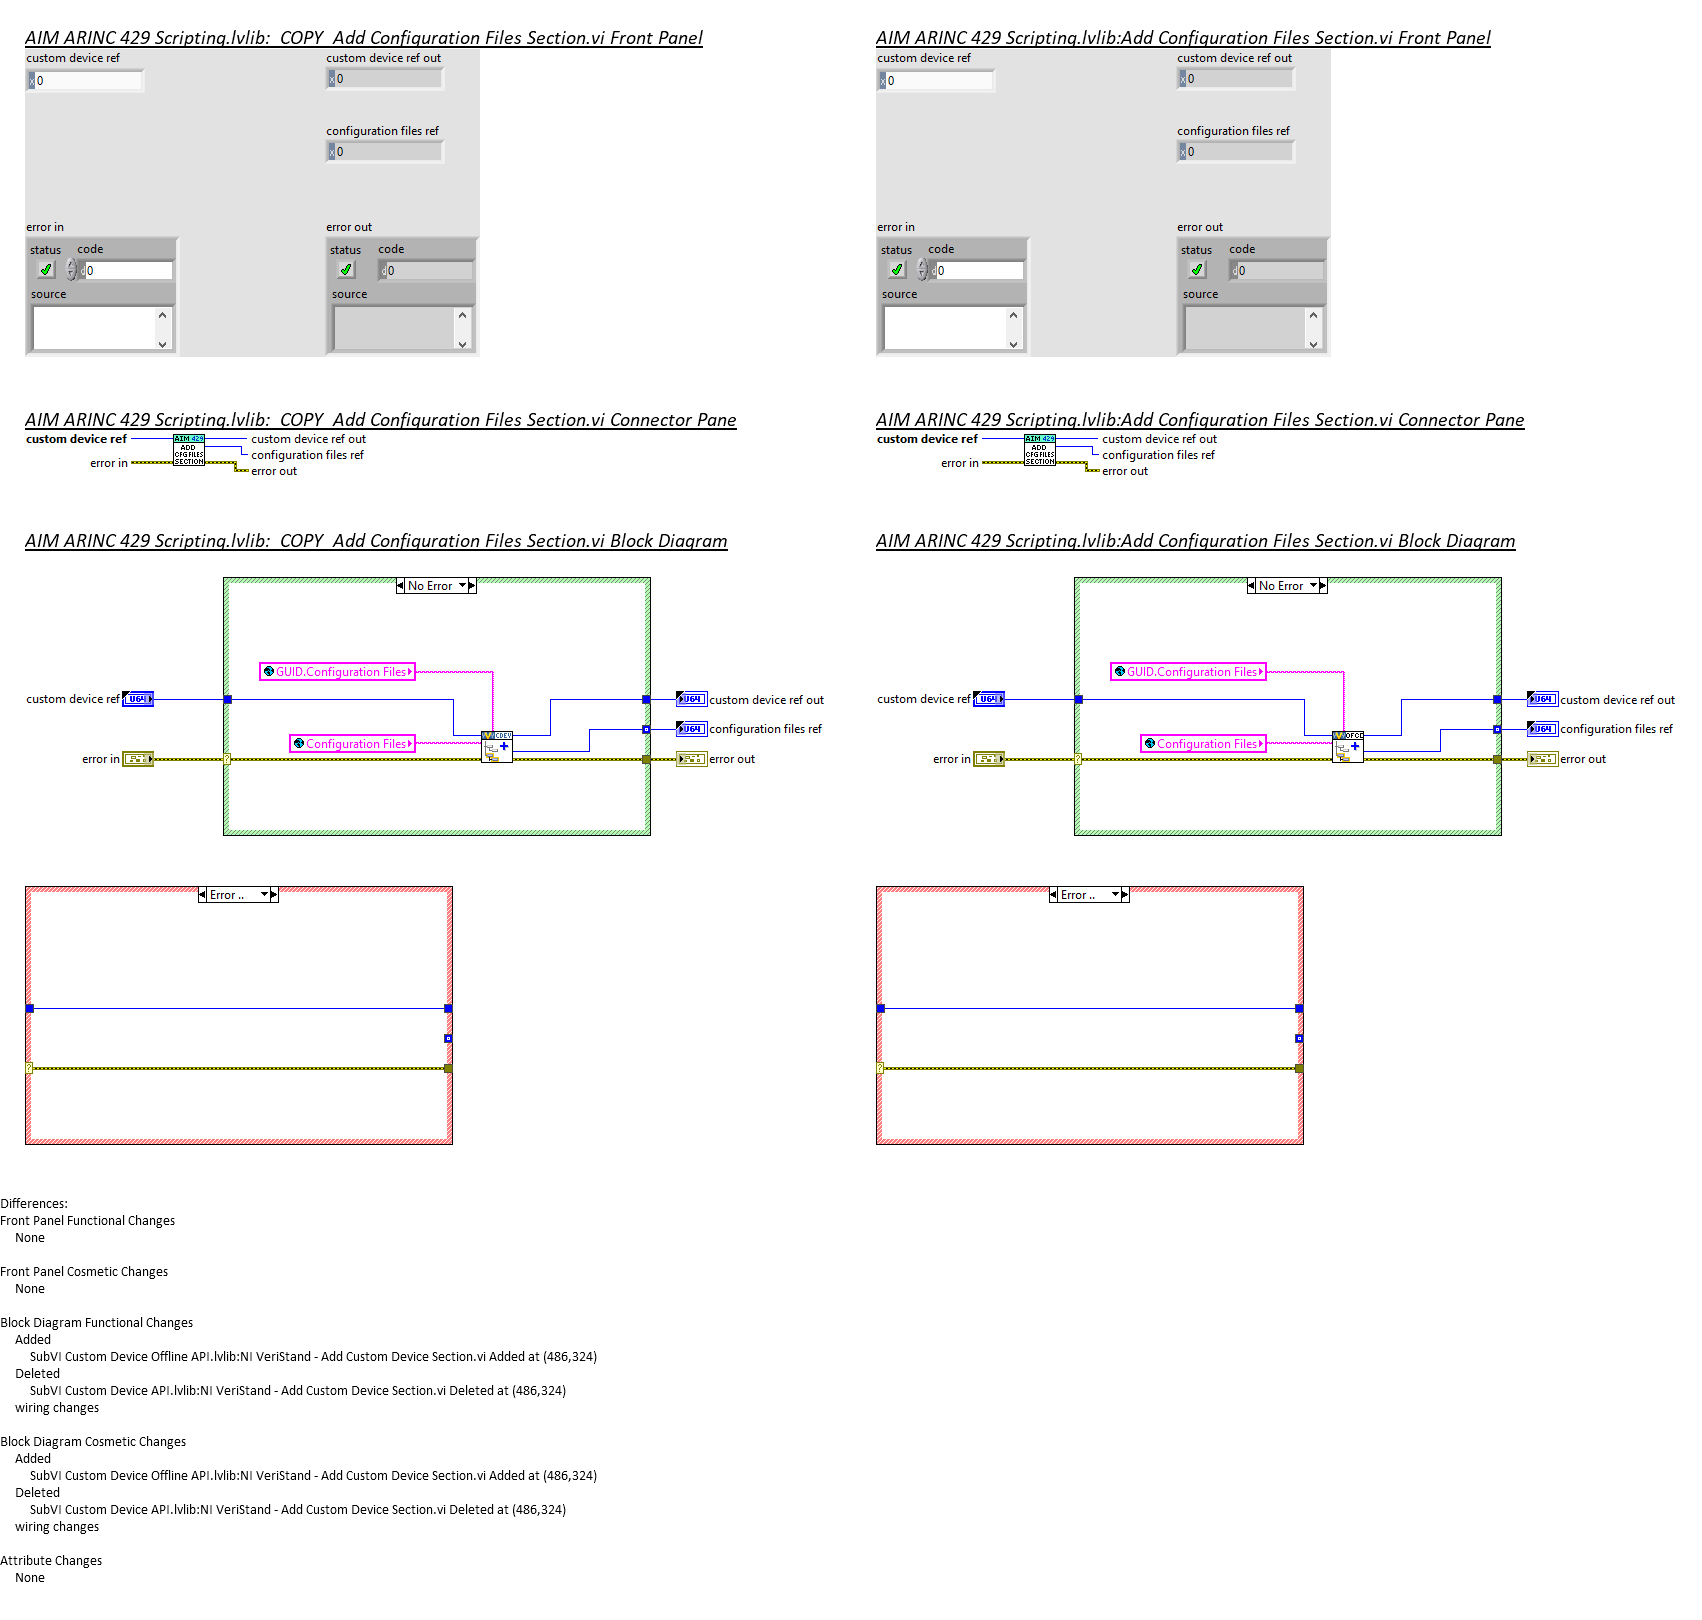 AIM ARINC 429 Scripting.lvlib:  COPY  Add Configuration Files Section.vi Front Panel
custom device ref
custom device ref out
x 0
x 0
configuration files ref
x 0
error in
error out
status
code
status
code
d 0
d 0
source
source
AIM ARINC 429 Scripting.lvlib:Add Configuration Files Section.vi Front Panel
custom device ref
custom device ref out
x 0
x 0
configuration files ref
x 0
error in
error out
status
code
status
code
d 0
d 0
source
source
AIM ARINC 429 Scripting.lvlib:  COPY  Add Configuration Files Section.vi Connector Pane
custom device ref
AIM 429
ADD
CFG FILES
SECTION
custom device ref out
configuration files ref
error in
error out
AIM ARINC 429 Scripting.lvlib:Add Configuration Files Section.vi Connector Pane
custom device ref
AIM 429
ADD
CFG FILES
SECTION
custom device ref out
configuration files ref
error in
error out
AIM ARINC 429 Scripting.lvlib:  COPY  Add Configuration Files Section.vi Block Diagram
No Error
GUID.Configuration Files
custom device ref
U64
U64
custom device ref out
U64
configuration files ref
Configuration Files
CDEV
error in
?
error out
Error ..
?
AIM ARINC 429 Scripting.lvlib:Add Configuration Files Section.vi Block Diagram
No Error
GUID.Configuration Files
custom device ref
U64
U64
custom device ref out
U64
configuration files ref
Configuration Files
error in
?
error out
Error ..
?
Differences:
Front Panel Functional Changes
None
Front Panel Cosmetic Changes
None
Block Diagram Functional Changes
Added
SubVI Custom Device Offline API.lvlib:NI VeriStand - Add Custom Device Section.vi Added at (486,324)
Deleted
SubVI Custom Device API.lvlib:NI VeriStand - Add Custom Device Section.vi Deleted at (486,324)
wiring changes
Block Diagram Cosmetic Changes
Added
SubVI Custom Device Offline API.lvlib:NI VeriStand - Add Custom Device Section.vi Added at (486,324)
Deleted
SubVI Custom Device API.lvlib:NI VeriStand - Add Custom Device Section.vi Deleted at (486,324)
wiring changes
Attribute Changes
None